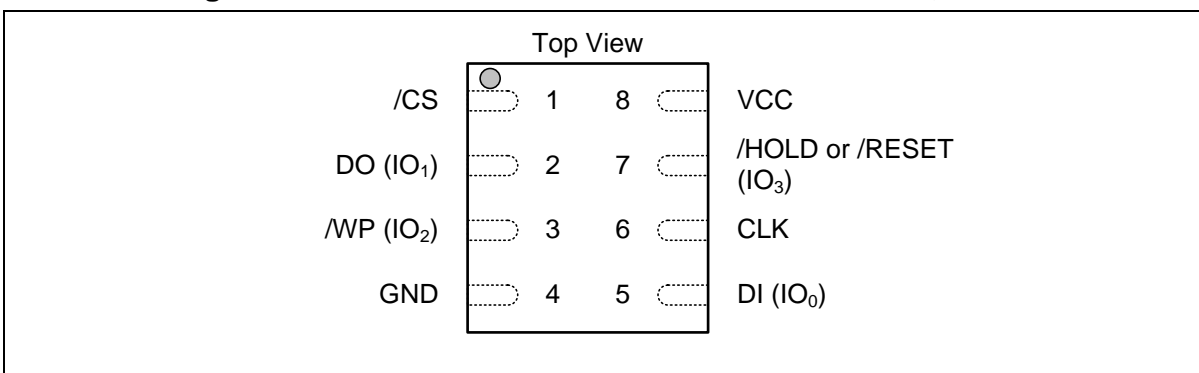 Top View
/CS 1 8 VCC
DO (IO₁) 2 7 /HOLD or /RESET
(IO₃)
/WP (IO₂) 3 6 CLK
GND 4 5 DI (IO₀)